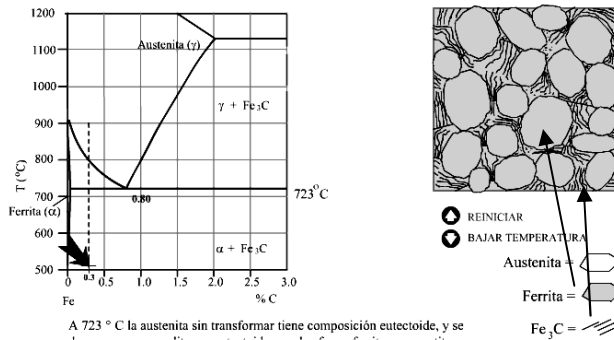 1200
1100
1000
900
800
700
600
500
T (°C)
Austenita (γ)
γ + Fe₃C
0.80
723°C
Ferrita (α)
α + Fe₃C
0 0.3 0.5 1.0 1.5 2.0 2.5 3.0
Fe
% C
REINICIAR
BAJAR TEMPERATURA
Austenita =
Ferrita =
Fe₃C =
A 723 ° C la austenita sin transformar tiene composición eutectoide, y se